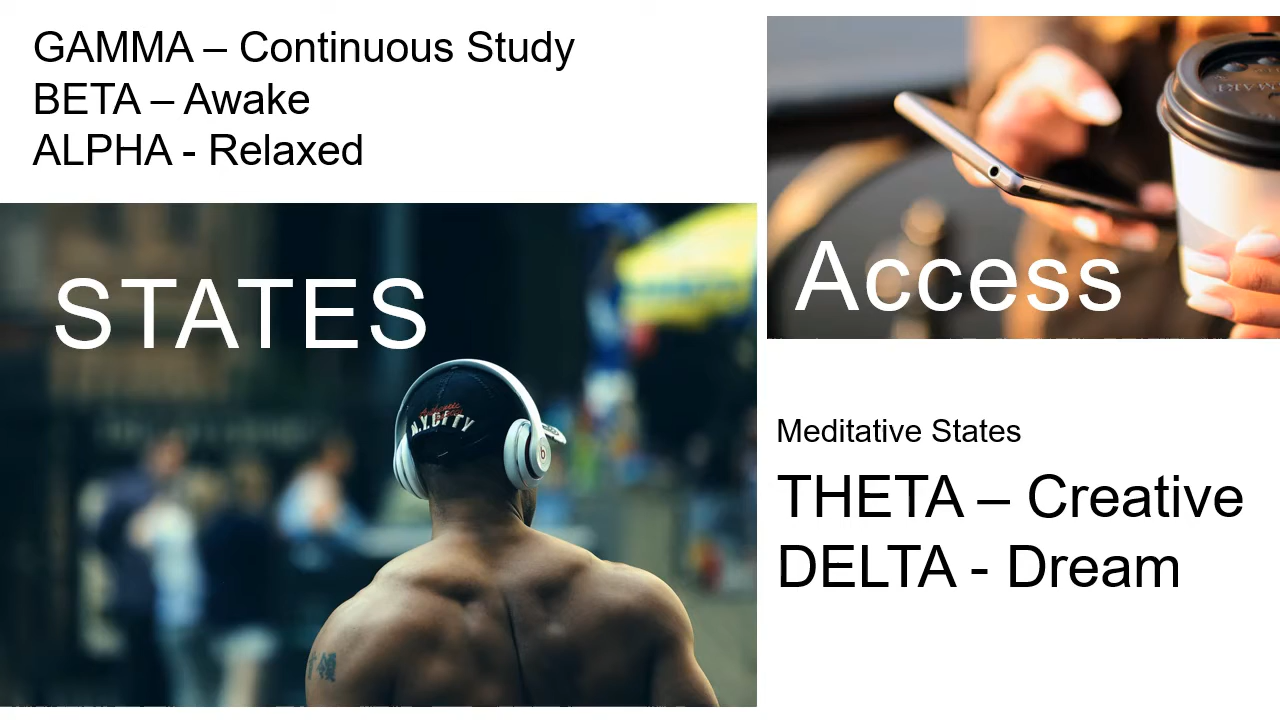 GAMMA – Continuous Study
BETA – Awake
ALPHA - Relaxed
STATES
Access
Meditative States
THETA – Creative
DELTA - Dream